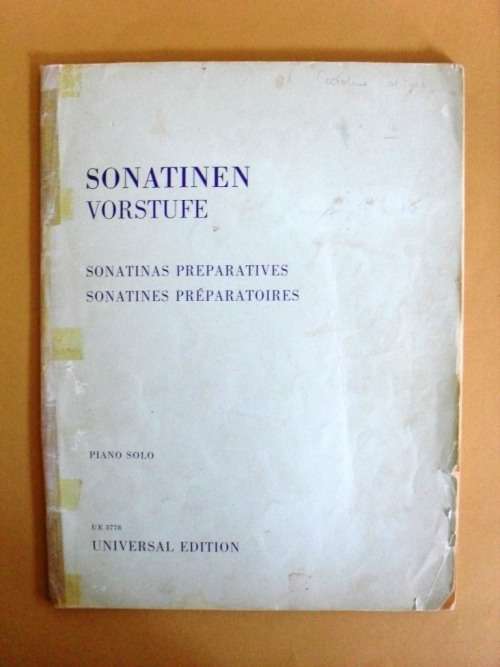 SONATINEN
VORSTUFE
SONATINAS PREPARATIVES
SONATINES PRÉPARATOIRES
PIANO SOLO
UE 3778
UNIVERSAL EDITION